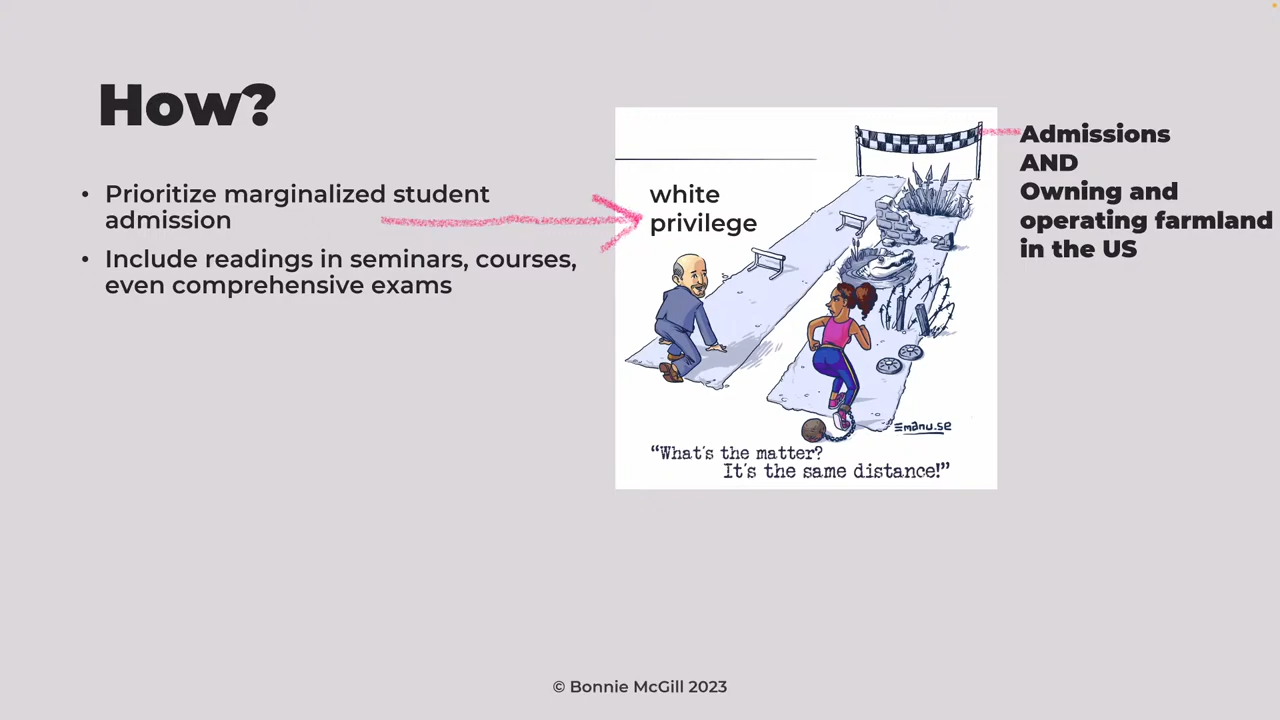 How?
• Prioritize marginalized student
admission
• Include readings in seminars, courses,
even comprehensive exams
white
privilege
Admissions
AND
Owning and
operating farmland
in the US
emanu.se
“What's the matter?
It's the same distance!”
© Bonnie McGill 2023